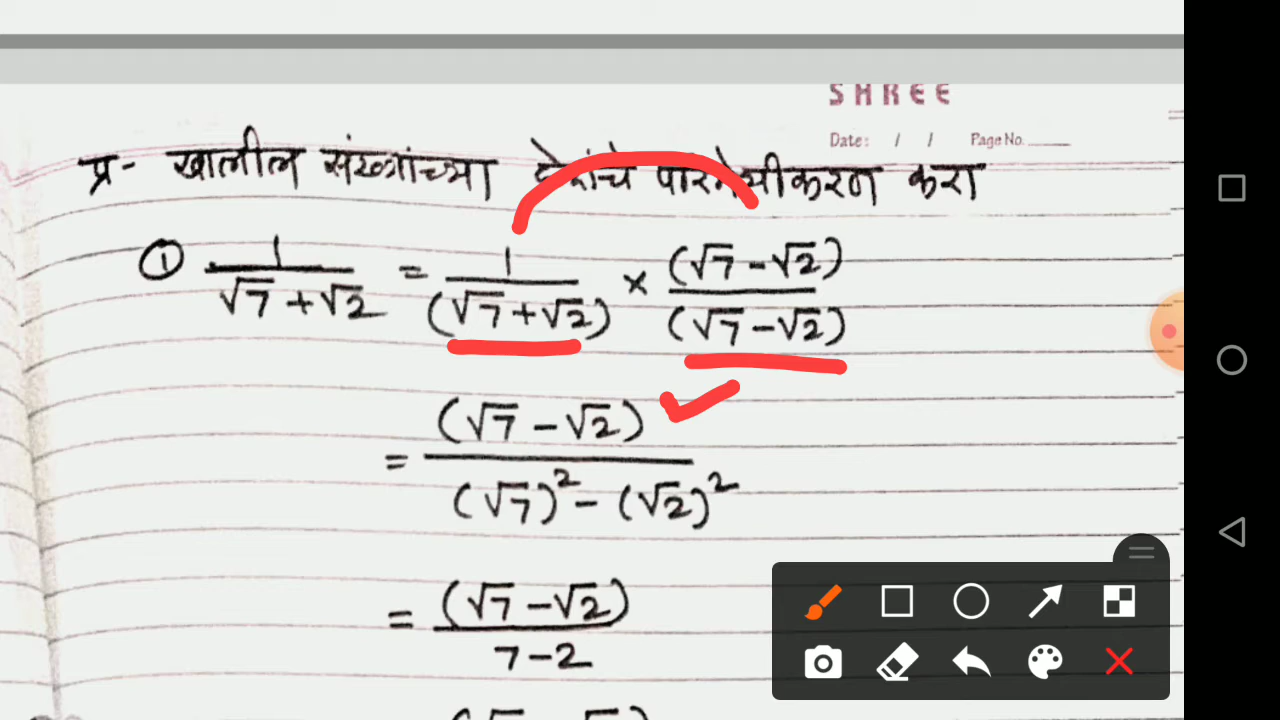 SHREE
Date: / / Page No.
प्र- खालील संख्यांच्या छेदांचे परिमेयीकरण करा
① 1/(√7+√2) = 1/(√7+√2) × (√7-√2)/(√7-√2)
= (√7-√2)/((√7)²-(√2)²)
= (√7-√2)/(7-2)